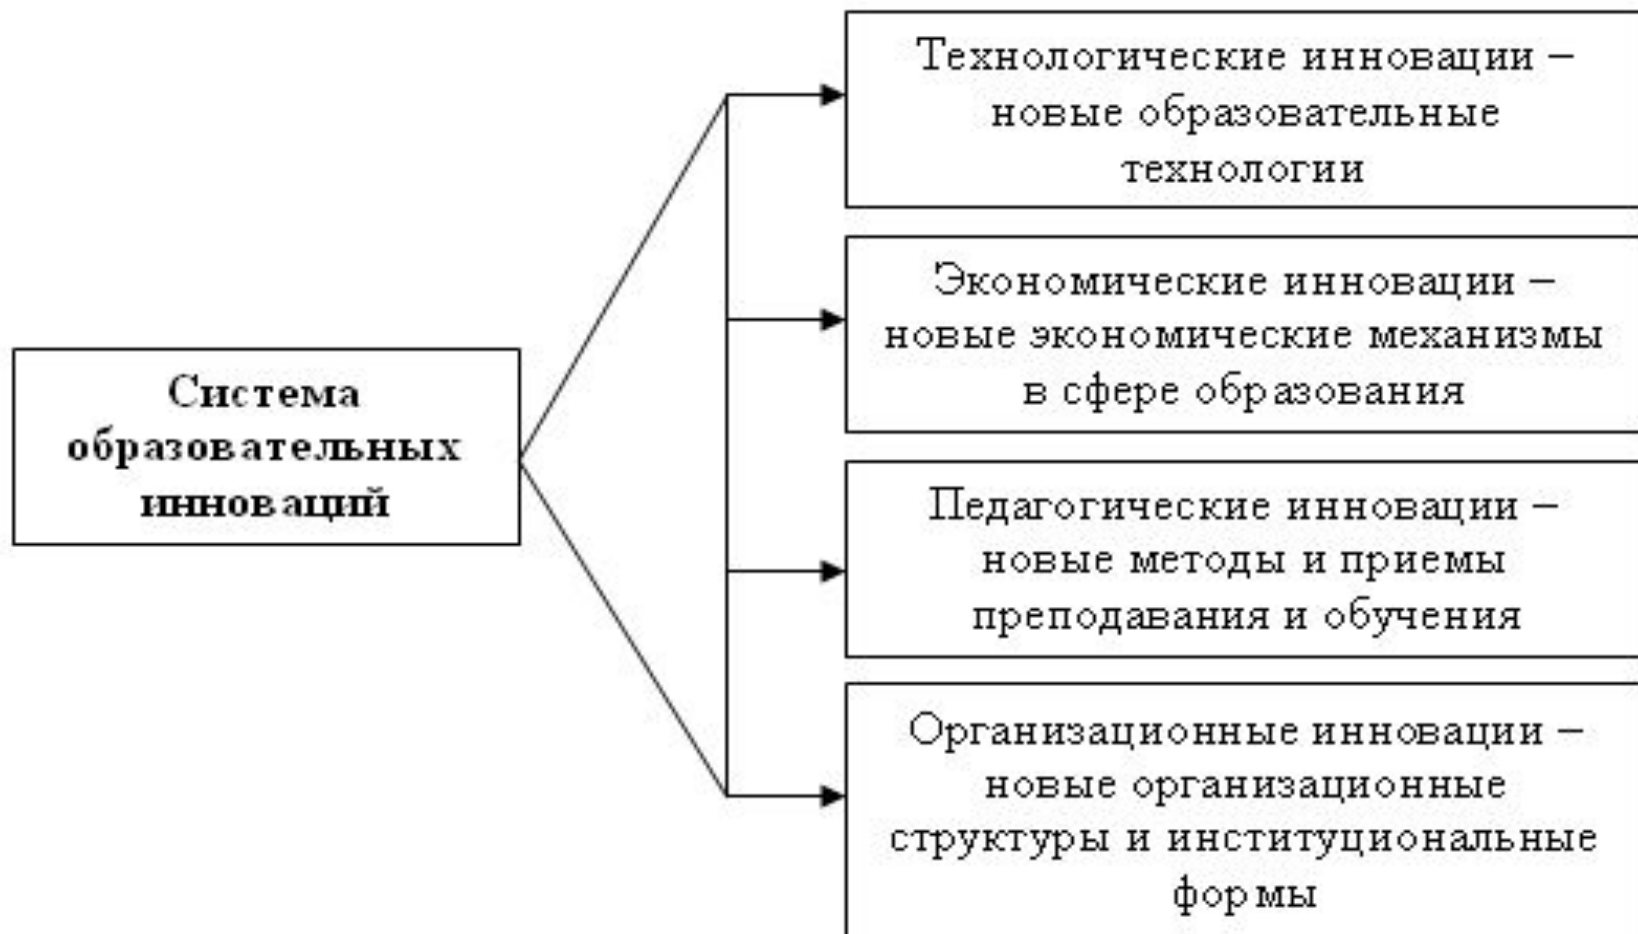 Система
образовательных
инноваций
Технологические инновации –
новые образовательные
технологии
Экономические инновации –
новые экономические механизмы
в сфере образования
Педагогические инновации –
новые методы и приемы
преподавания и обучения
Организационные инновации –
новые организационные
структуры и институциональные
формы